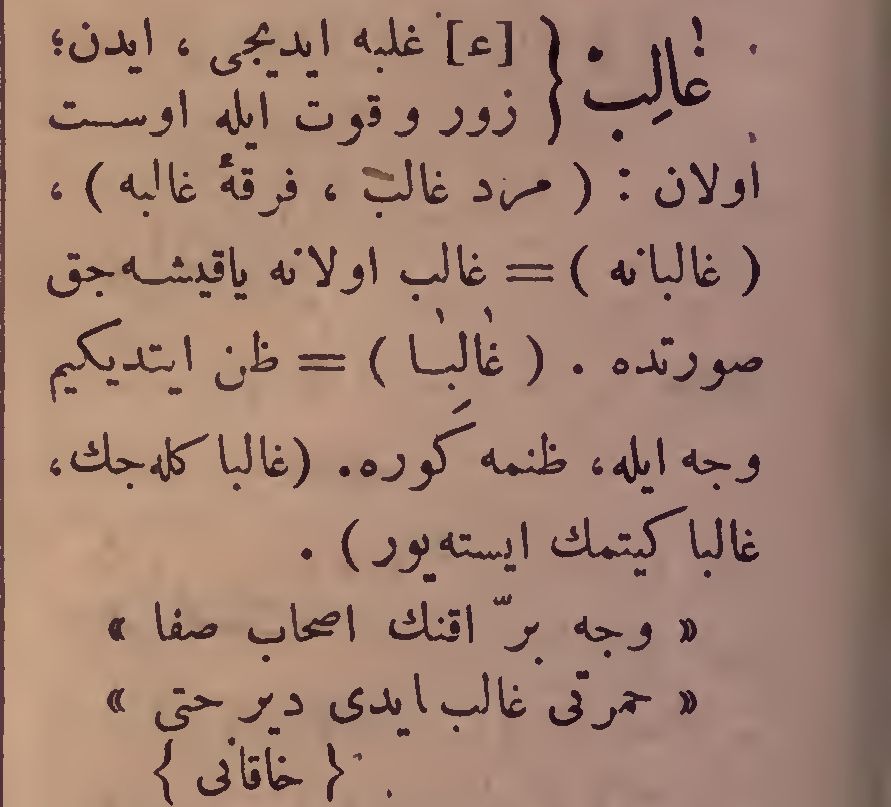 غالب { [ع] غلبه ایدیجی ، ایدن؛
زور و قوت ایله اوست
اولان : ( مرد غالب ، فرقهٔ غالبه ) ،
( غالبانه ) = غالب اولانه یاقیشه جق
صورتده . ( غالبا ) = ظن ایتدیکیم
وجه ایله، ظنمه کوره. (غالبا کله جك،
غالبا کیتمك ایسته یور ) .
« وجه برّ اقنك اصحاب صفا »
« حمرتی غالب ایدی دیر حتی »
{ خاقانی }